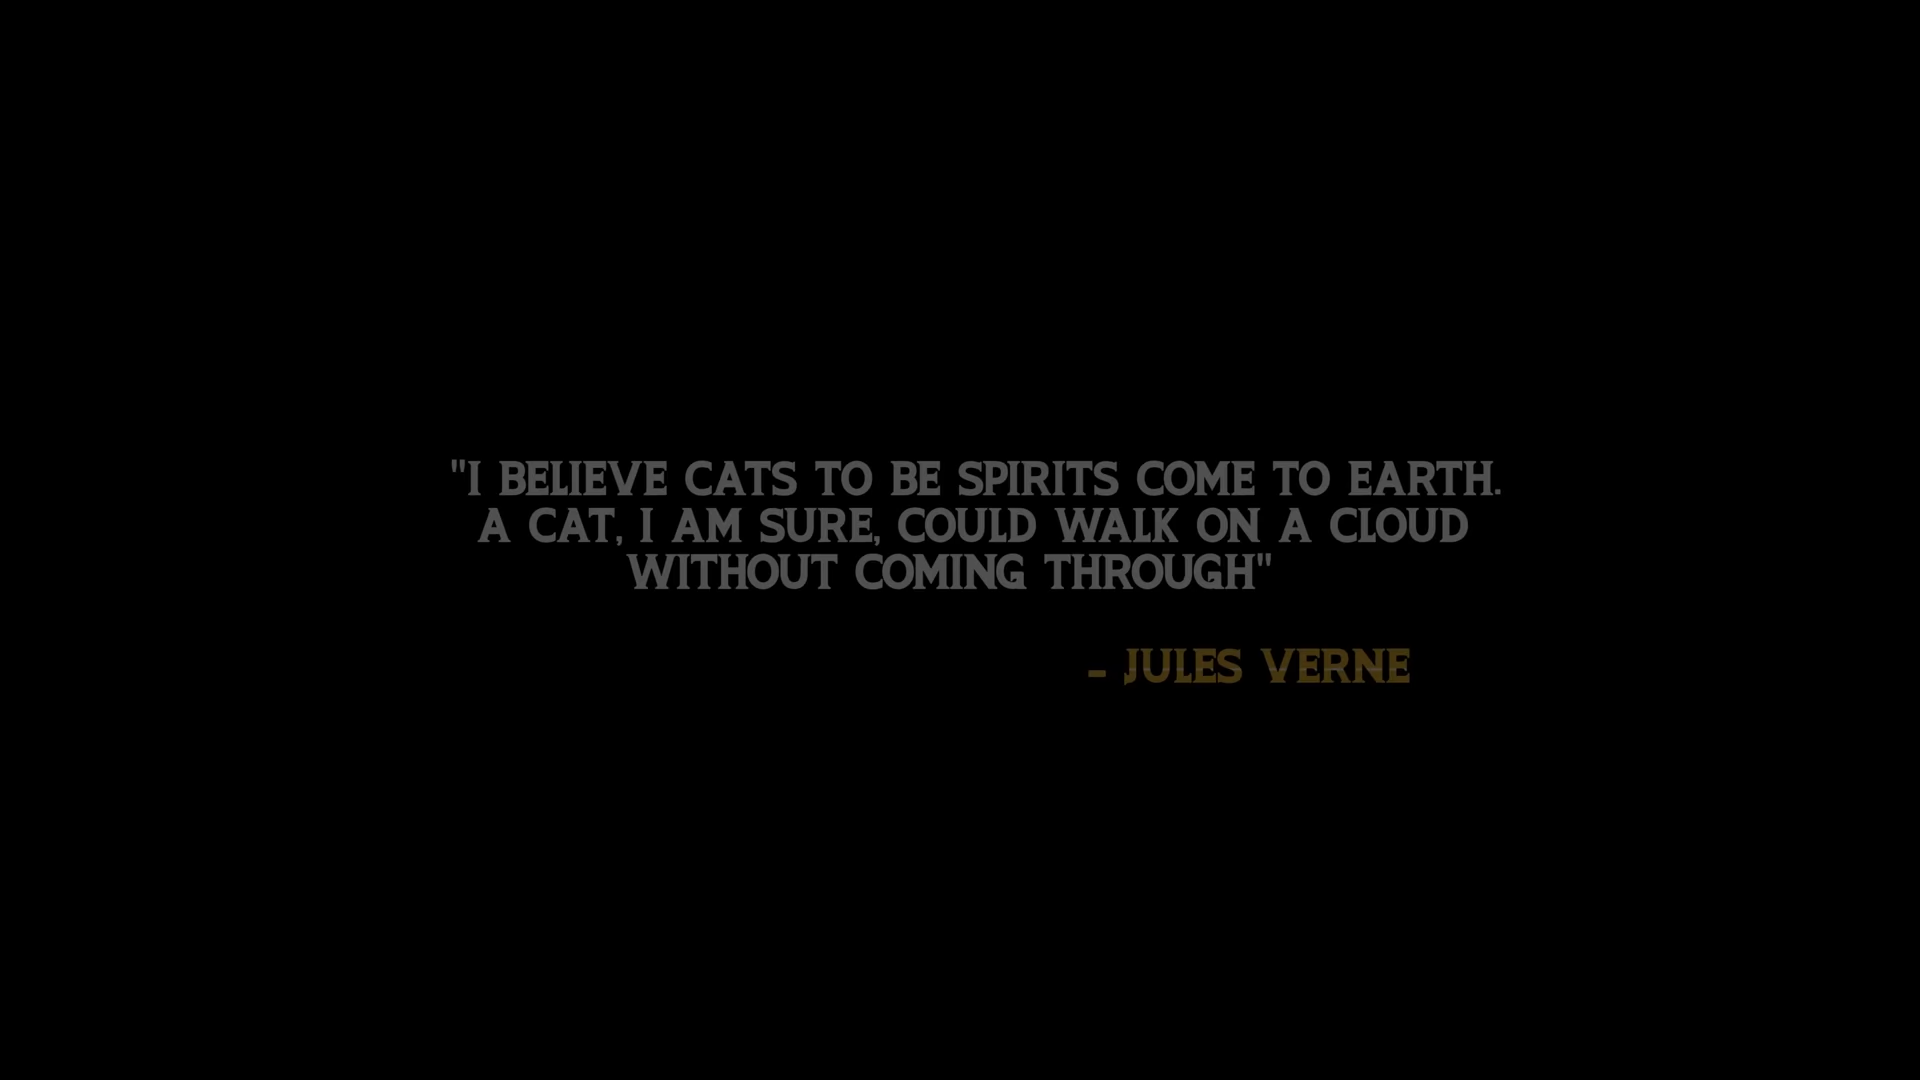 "I BELIEVE CATS TO BE SPIRITS COME TO EARTH.
A CAT, I AM SURE, COULD WALK ON A CLOUD
WITHOUT COMING THROUGH"
- JULES VERNE